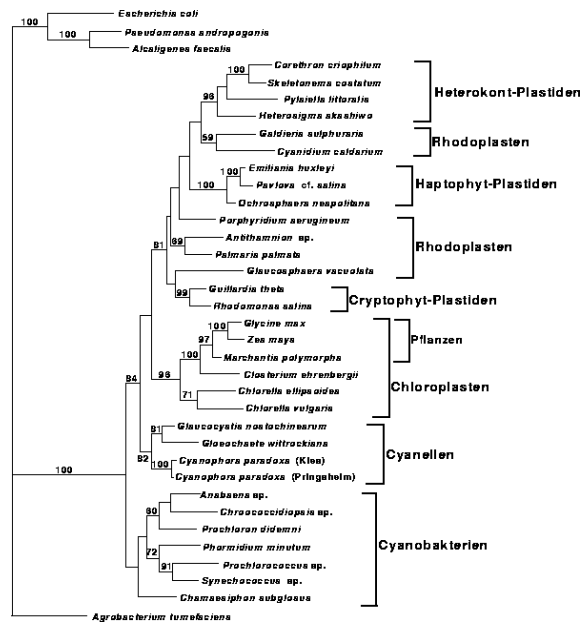 Escherichia coli
100
Pseudomonas andropogonis
100
Alcaligenes faecalis
Corethron criophilum
100
Skeletonema costatum
96
Pylaiella littoralis
Heterosigma akashiwo
Heterokont-Plastiden
Galdieria sulphuraria
59
Cyanidium caldarium
Rhodoplasten
Emiliania huxleyi
100
Pavlova cf. salina
100
Ochrosphaera neapolitana
Haptophyt-Plastiden
Porphyridium aerugineum
Antithamnion sp.
81
69
Palmaria palmata
Rhodoplasten
Glaucosphaera vacuolata
Guillardia theta
99
Rhodomonas salina
Cryptophyt-Plastiden
Glycine max
100
Zea mays
97
Marchantia polymorpha
Pflanzen
100
Closterium ehrenbergii
96
Chlorella ellipsoidea
84
71
Chlorella vulgaris
Chloroplasten
Glaucocystis nostochinearum
81
Gloeochaete wittrockiana
82
Cyanophora paradoxa (Kies)
100
Cyanophora paradoxa (Pringsheim)
Cyanellen
100
Anabaena sp.
60
Chroococcidiopsis sp.
Prochloron didemni
Phormidium minutum
72
Prochlorococcus sp.
91
Synechococcus sp.
Chamaesiphon subglosus
Cyanobakterien
Agrobacterium tumefaciens